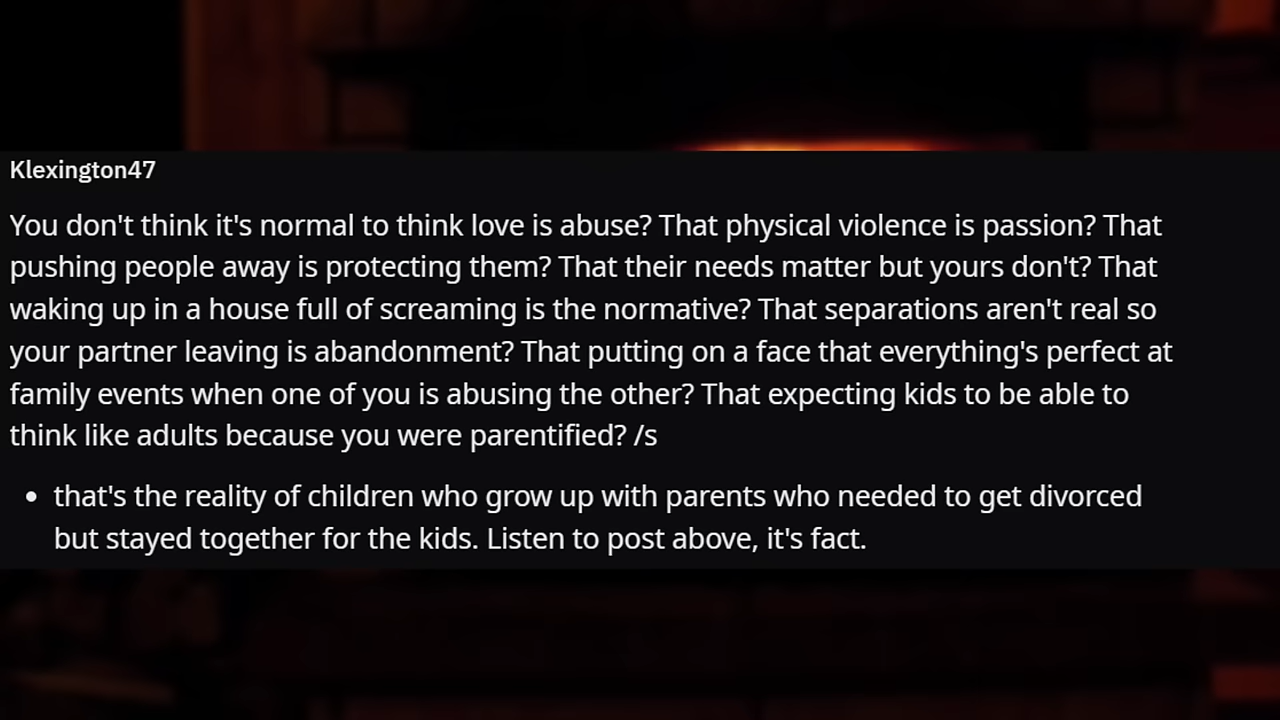 Klexington47
You don't think it's normal to think love is abuse? That physical violence is passion? That
pushing people away is protecting them? That their needs matter but yours don't? That
waking up in a house full of screaming is the normative? That separations aren't real so
your partner leaving is abandonment? That putting on a face that everything's perfect at
family events when one of you is abusing the other? That expecting kids to be able to
think like adults because you were parentified? /s
• that's the reality of children who grow up with parents who needed to get divorced
but stayed together for the kids. Listen to post above, it's fact.